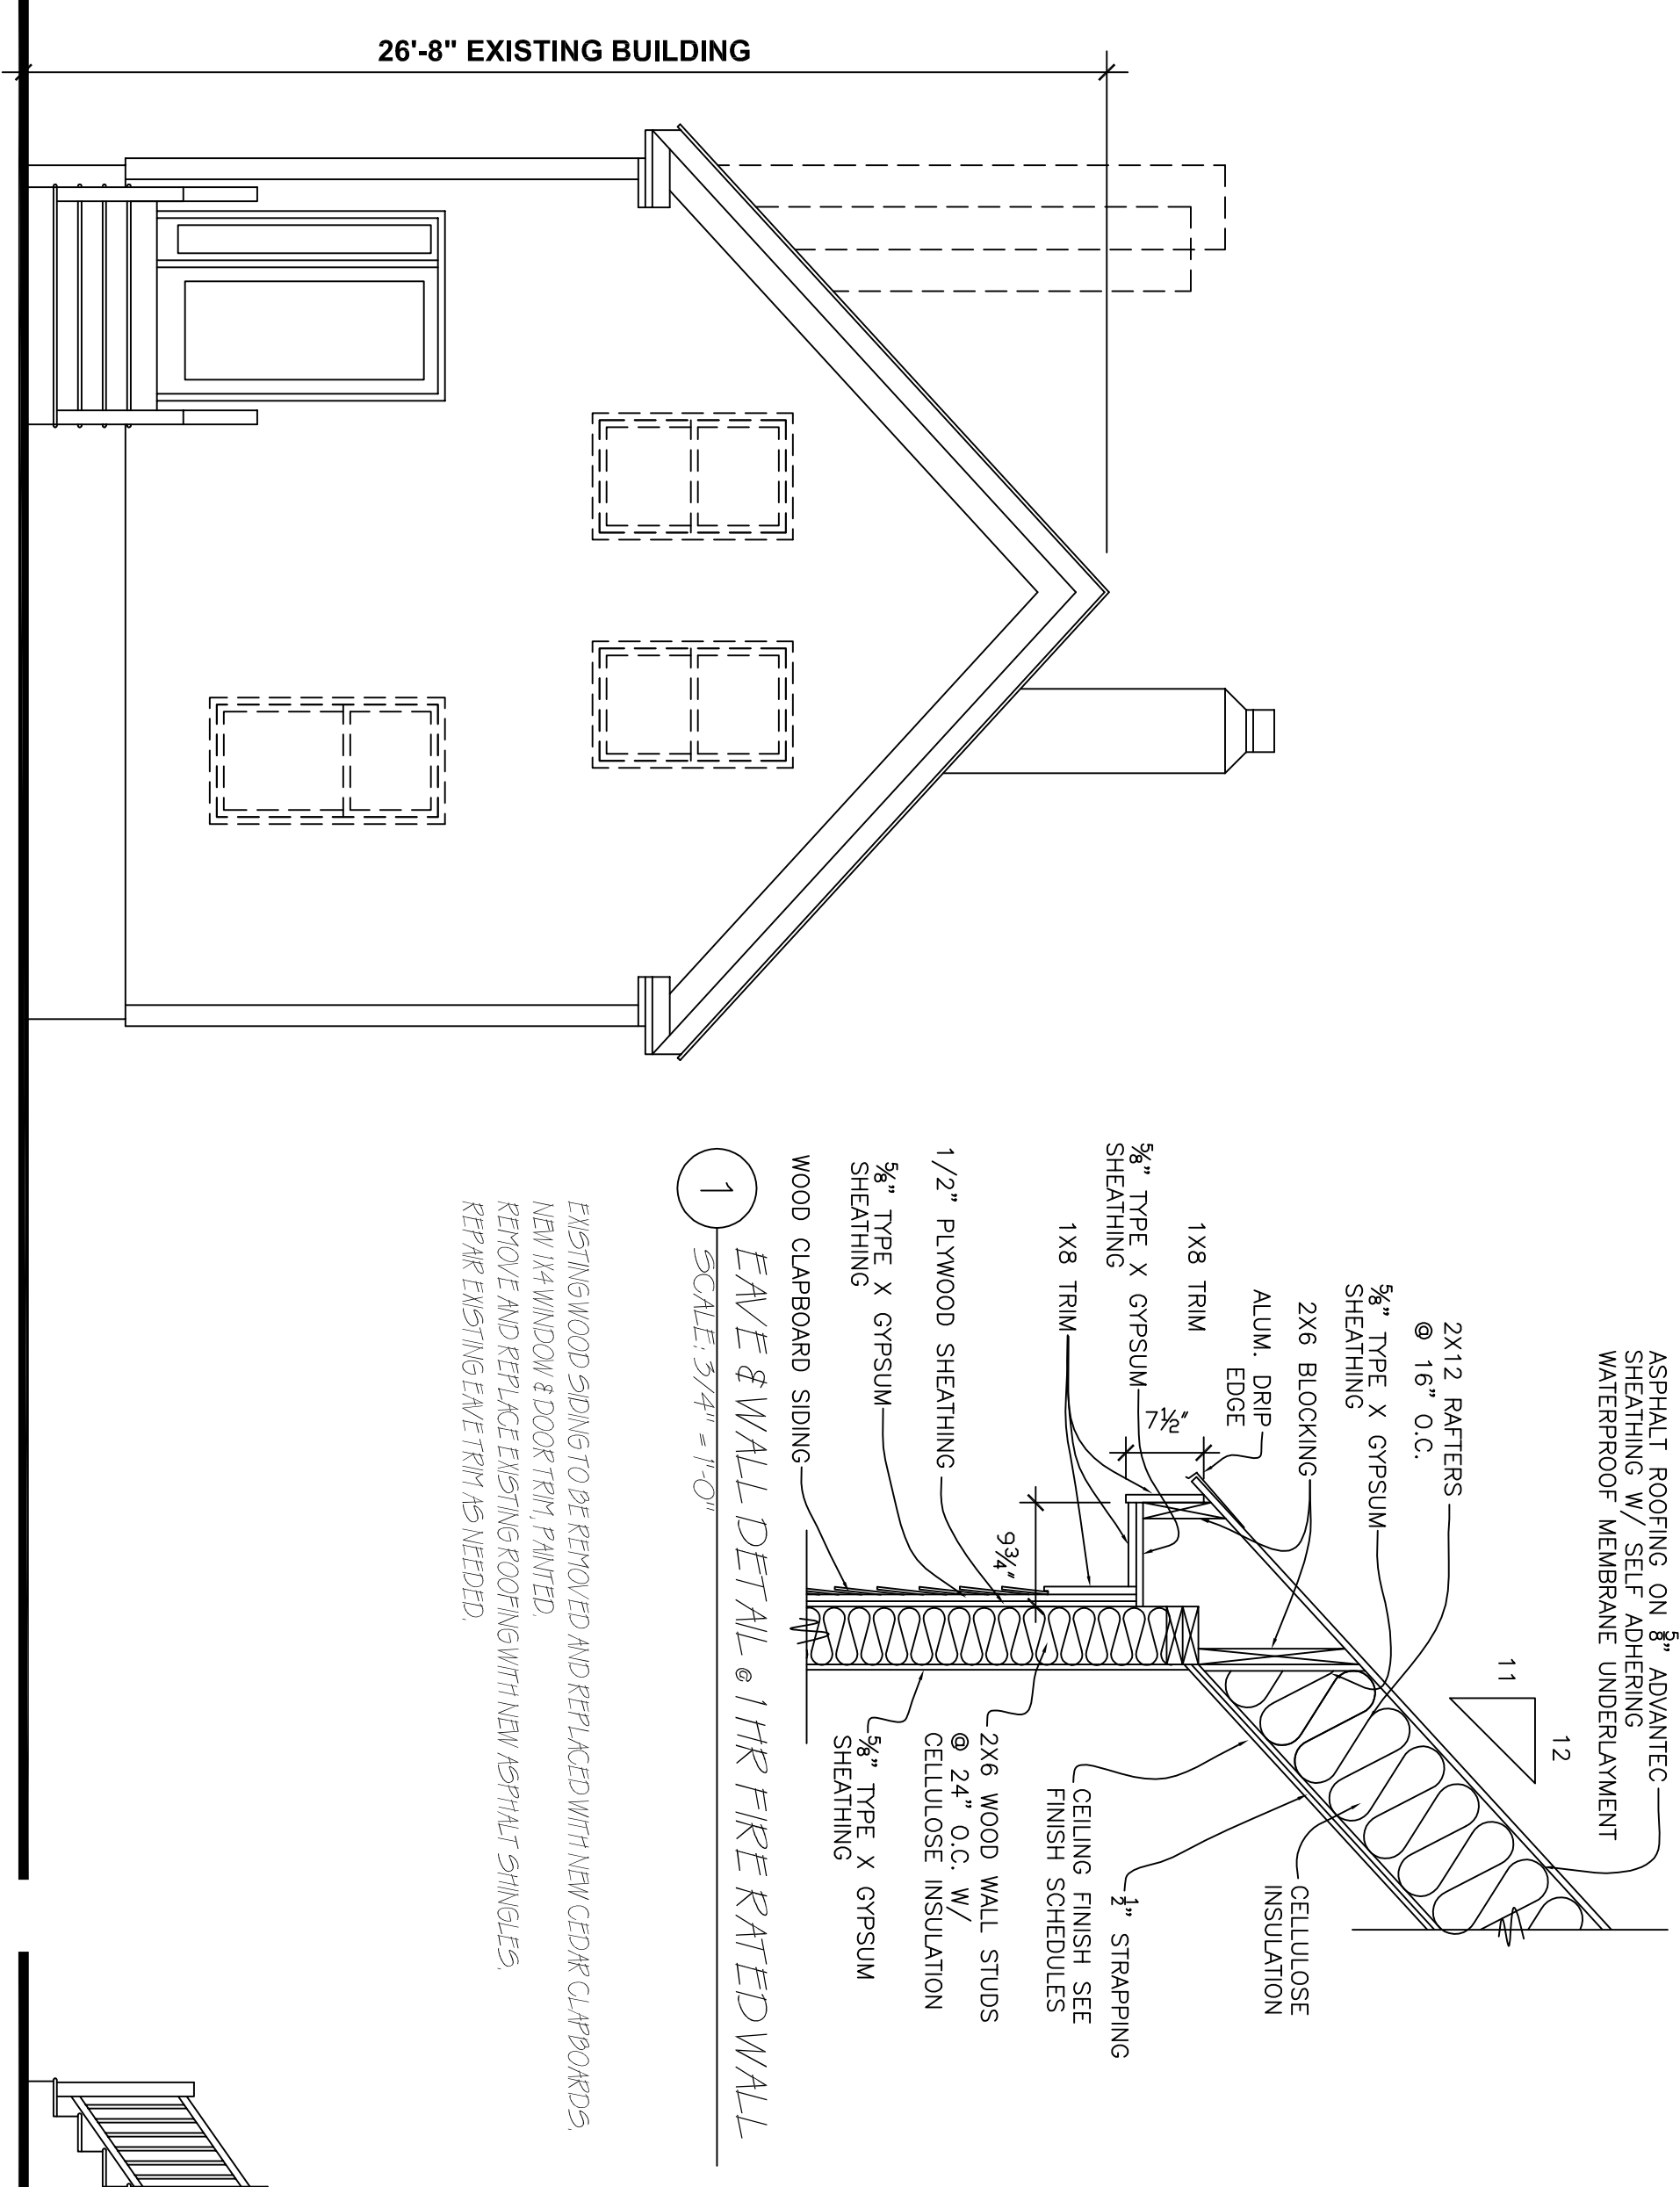 26'-8" EXISTING BUILDING
ASPHALT ROOFING ON 5/8" ADVANTEC
SHEATHING W/ SELF ADHERING
WATERPROOF MEMBRANE UNDERLAYMENT
11
12
2X12 RAFTERS
@ 16" O.C.
5/8" TYPE X GYPSUM
SHEATHING
2X6 BLOCKING
ALUM. DRIP
EDGE
1X8 TRIM
5/8" TYPE X GYPSUM
SHEATHING
1X8 TRIM
7 1/2"
9 3/4"
1/2" PLYWOOD SHEATHING
5/8" TYPE X GYPSUM
SHEATHING
WOOD CLAPBOARD SIDING
CELLULOSE
INSULATION
1/2" STRAPPING
CEILING FINISH SEE
FINISH SCHEDULES
2X6 WOOD WALL STUDS
@ 24" O.C. W/
CELLULOSE INSULATION
5/8" TYPE X GYPSUM
SHEATHING
1
EAVE & WALL DETAIL @ 1 HR FIRE RATED WALL
SCALE: 3/4" = 1'-0"
EXISTING WOOD SIDING TO BE REMOVED AND REPLACED WITH NEW CEDAR CLAPBOARDS.
NEW 1X4 WINDOW & DOOR TRIM, PAINTED.
REMOVE AND REPLACE EXISTING ROOFING WITH NEW ASPHALT SHINGLES.
REPAIR EXISTING EAVE TRIM AS NEEDED.